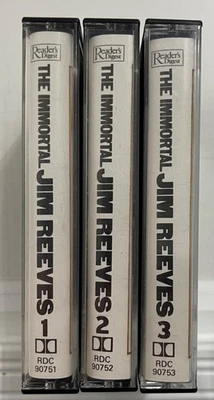 Reader's
Digest
THE IMMORTAL JIM REEVES 1
RDC
90751
Reader's
Digest
THE IMMORTAL JIM REEVES 2
RDC
90752
Reader's
Digest
THE IMMORTAL JIM REEVES 3
RDC
90753